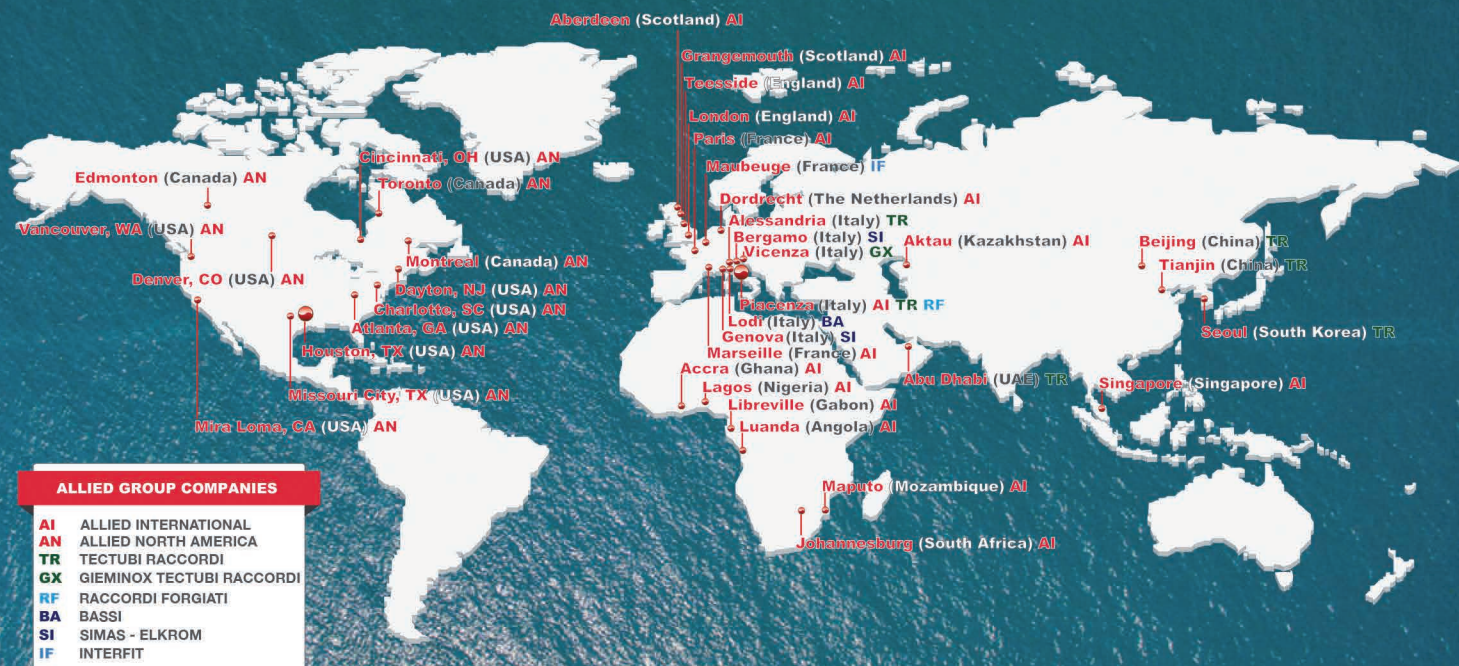 Aberdeen (Scotland) AI
Grangemouth (Scotland) AI
Teesside (England) AI
London (England) AI
Paris (France) AI
Maubeuge (France) IF
Dordrecht (The Netherlands) AI
Alessandria (Italy) TR
Bergamo (Italy) SI
Vicenza (Italy) GX
Piacenza (Italy) AI TR RF
Lodi (Italy) BA
Genova (Italy) SI
Marseille (France) AI
Accra (Ghana) AI
Lagos (Nigeria) AI
Libreville (Gabon) AI
Luanda (Angola) AI
Maputo (Mozambique) AI
Johannesburg (South Africa) AI
Cincinnati, OH (USA) AN
Edmonton (Canada) AN
Toronto (Canada) AN
Vancouver, WA (USA) AN
Montreal (Canada) AN
Denver, CO (USA) AN
Dayton, NJ (USA) AN
Charlotte, SC (USA) AN
Atlanta, GA (USA) AN
Houston, TX (USA) AN
Missouri City, TX (USA) AN
Mira Loma, CA (USA) AN
Aktau (Kazakhstan) AI
Beijing (China) TR
Tianjin (China) TR
Seoul (South Korea) TR
Abu Dhabi (UAE) TR
Singapore (Singapore) AI
ALLIED GROUP COMPANIES
AI ALLIED INTERNATIONAL
AN ALLIED NORTH AMERICA
TR TECTUBI RACCORDI
GX GIEMINOX TECTUBI RACCORDI
RF RACCORDI FORGIATI
BA BASSI
SI SIMAS - ELKROM
IF INTERFIT